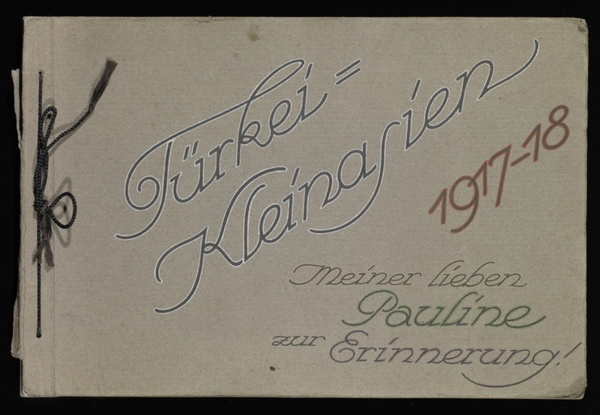 Türkei=
Kleinasien
1917-18
Meiner lieben
Pauline
zur Erinnerung!